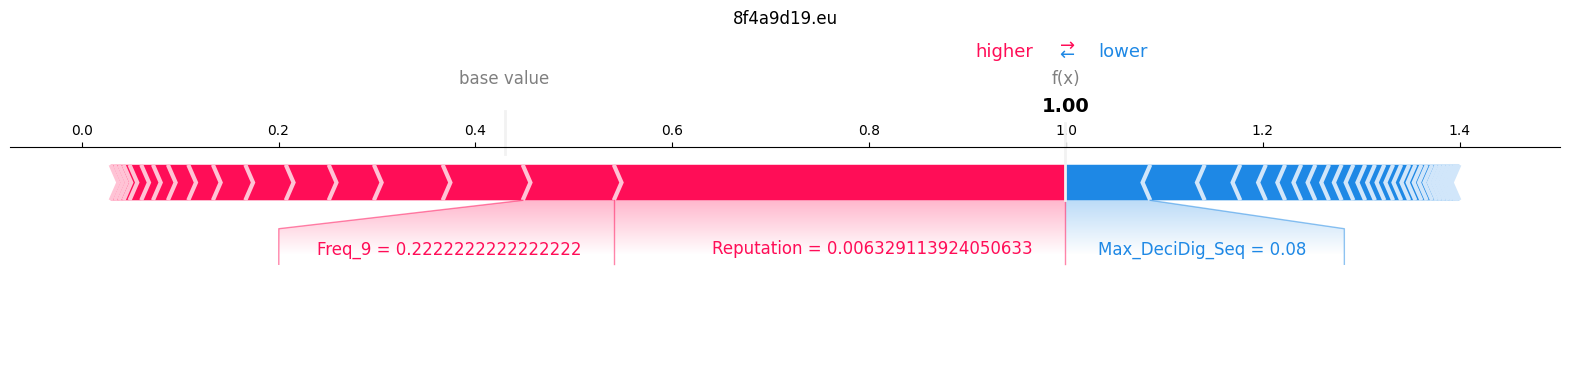 8f4a9d19.eu
higher ⇄ lower
base value f(x)
1.00
0.0 0.2 0.4 0.6 0.8 1.0 1.2 1.4
Freq_9 = 0.2222222222222222 Reputation = 0.006329113924050633 Max_DeciDig_Seq = 0.08